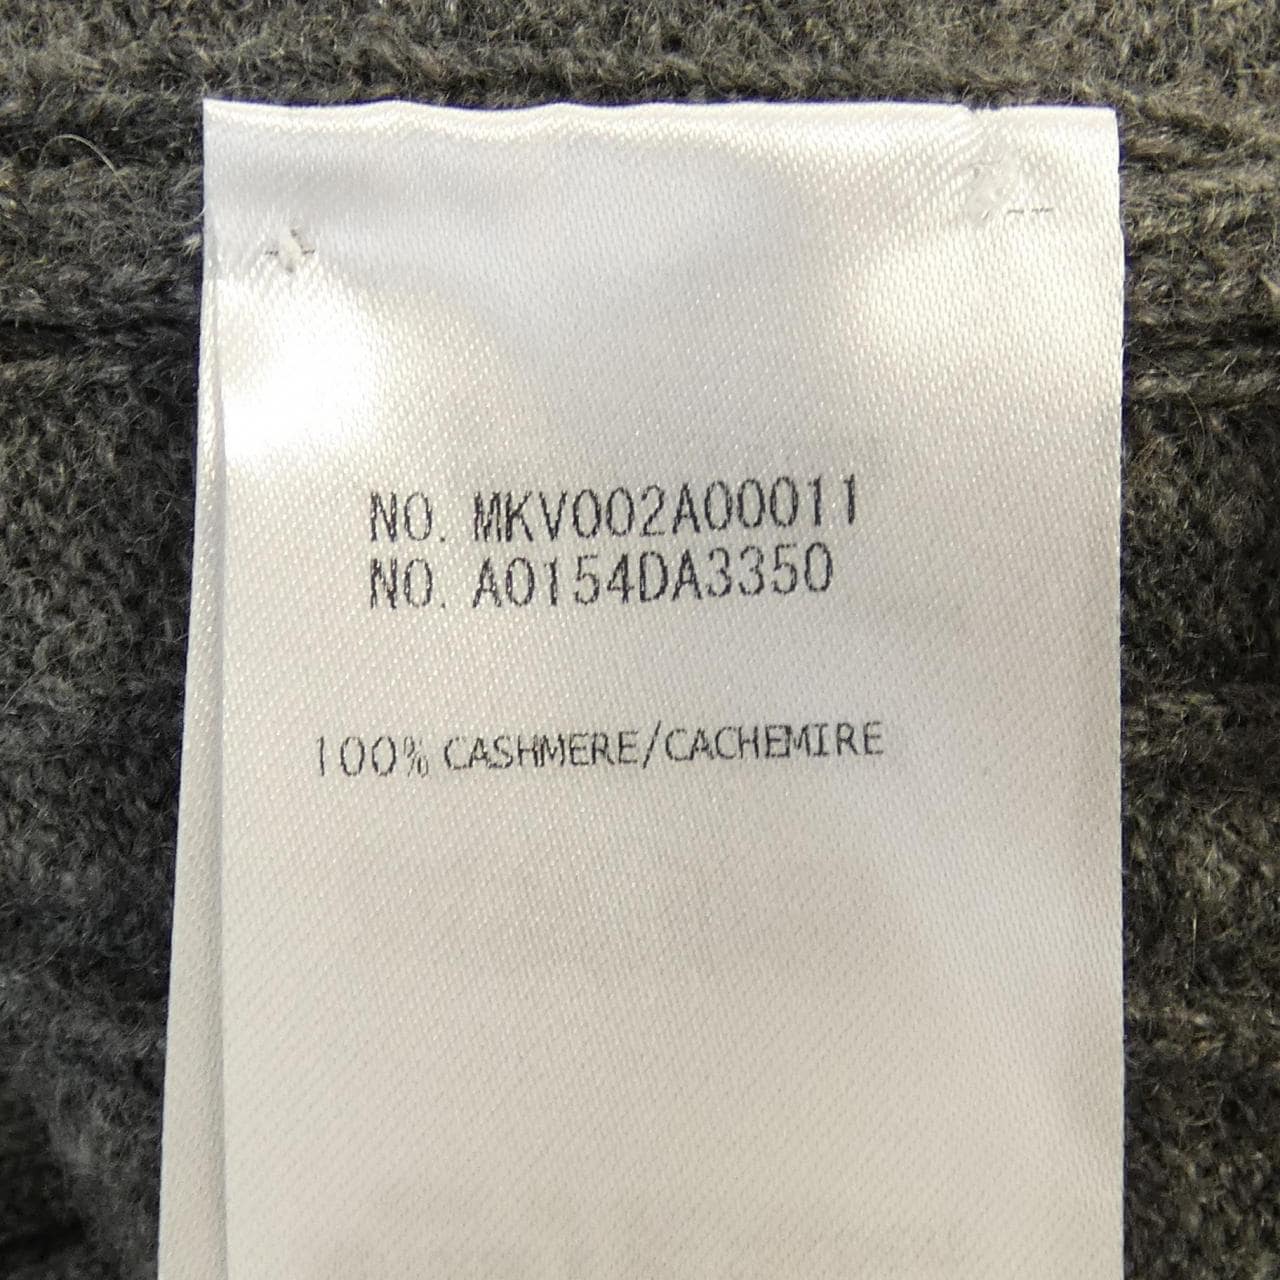 NO. MKV002A00011
NO. A0154DA3350
100% CASHMERE/CACHEMIRE